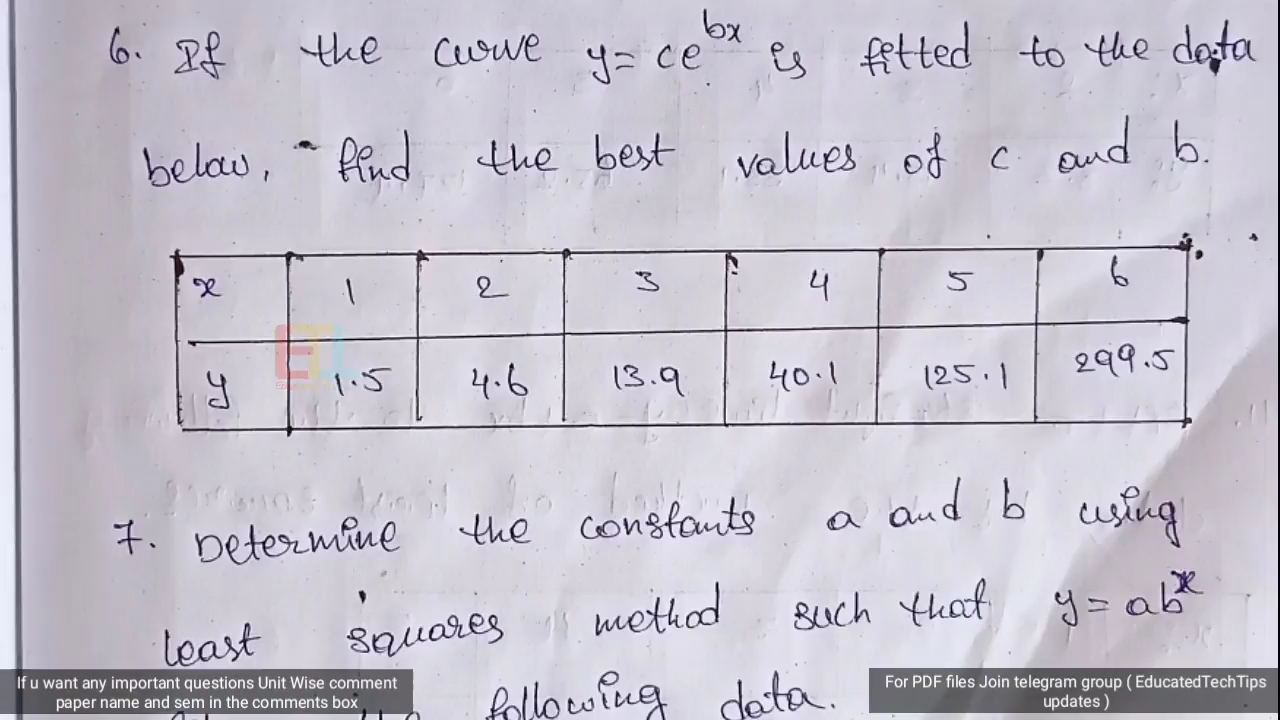 6. If the curve y = ce^bx is fitted to the data
below, find the best values of c and b.
x 1 2 3 4 5 6
y 1.5 4.6 13.9 40.1 125.1 299.5
7. Determine the constants a and b using
least squares method such that y = ab^x
following data.
If u want any important questions Unit Wise comment
paper name and sem in the comments box
For PDF files Join telegram group ( EducatedTechTips
updates )